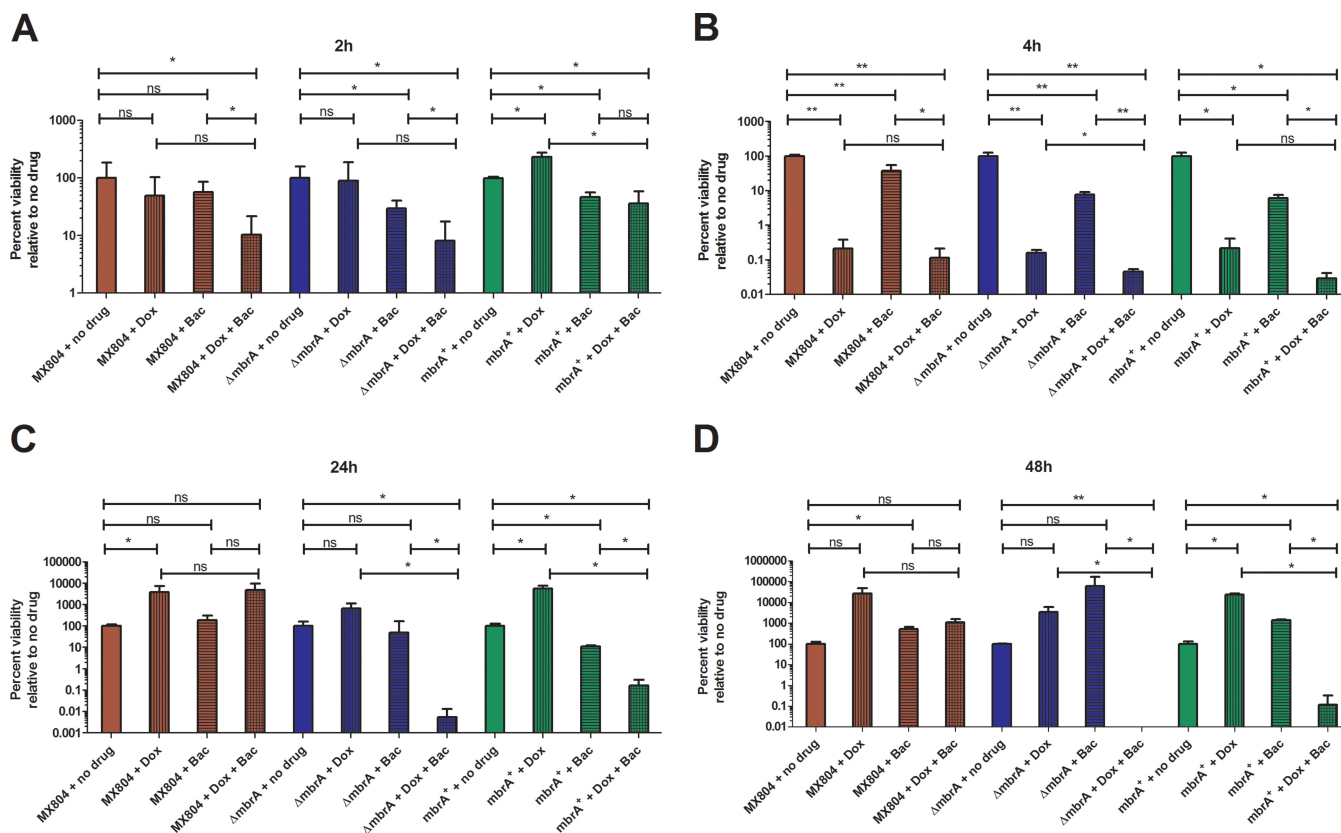 A
2h
*
*
*
ns
*
*
ns
*
ns
*
*
ns
ns
ns
*
1000
100
10
1
Percent viability
relative to no drug
MX804 + no drug
MX804 + Dox
MX804 + Bac
MX804 + Dox + Bac
ΔmbrA + no drug
ΔmbrA + Dox
ΔmbrA + Bac
ΔmbrA + Dox + Bac
mbrA⁺ + no drug
mbrA⁺ + Dox
mbrA⁺ + Bac
mbrA⁺ + Dox + Bac
B
4h
**
**
*
**
**
*
**
*
**
**
*
*
ns
*
ns
1000
100
10
1
0.1
0.01
Percent viability
relative to no drug
MX804 + no drug
MX804 + Dox
MX804 + Bac
MX804 + Dox + Bac
ΔmbrA + no drug
ΔmbrA + Dox
ΔmbrA + Bac
ΔmbrA + Dox + Bac
mbrA⁺ + no drug
mbrA⁺ + Dox
mbrA⁺ + Bac
mbrA⁺ + Dox + Bac
C
24h
ns
*
*
ns
ns
*
*
ns
ns
*
*
*
ns
*
*
100000
10000
1000
100
10
1
0.1
0.01
0.001
Percent viability
relative to no drug
MX804 + no drug
MX804 + Dox
MX804 + Bac
MX804 + Dox + Bac
ΔmbrA + no drug
ΔmbrA + Dox
ΔmbrA + Bac
ΔmbrA + Dox + Bac
mbrA⁺ + no drug
mbrA⁺ + Dox
mbrA⁺ + Bac
mbrA⁺ + Dox + Bac
D
48h
ns
**
*
*
ns
*
ns
ns
ns
*
*
*
ns
*
*
1000000
100000
10000
1000
100
10
1
0.1
0.01
Percent viability
relative to no drug
MX804 + no drug
MX804 + Dox
MX804 + Bac
MX804 + Dox + Bac
ΔmbrA + no drug
ΔmbrA + Dox
ΔmbrA + Bac
ΔmbrA + Dox + Bac
mbrA⁺ + no drug
mbrA⁺ + Dox
mbrA⁺ + Bac
mbrA⁺ + Dox + Bac